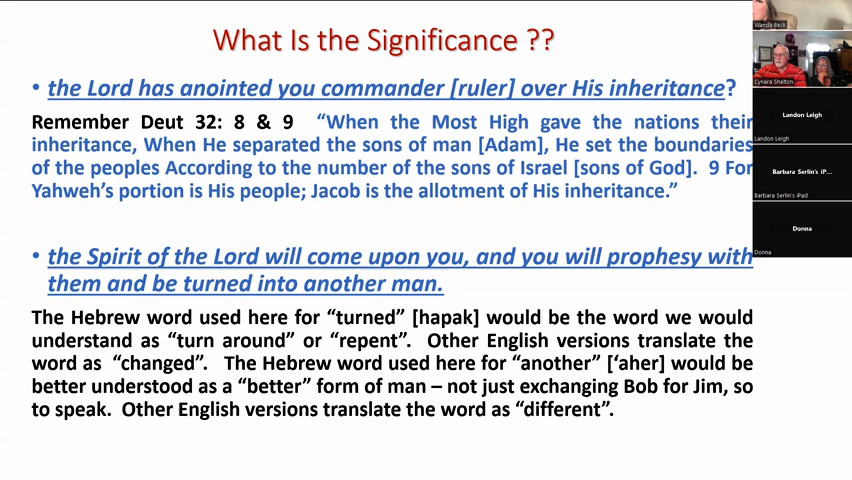 What Is the Significance ??
• the Lord has anointed you commander [ruler] over His inheritance?
Remember Deut 32: 8 & 9 “When the Most High gave the nations their
inheritance, When He separated the sons of man [Adam], He set the boundaries
of the peoples According to the number of the sons of Israel [sons of God]. 9 For
Yahweh’s portion is His people; Jacob is the allotment of His inheritance.”
• the Spirit of the Lord will come upon you, and you will prophesy with
them and be turned into another man.
The Hebrew word used here for “turned” [hapak] would be the word we would
understand as “turn around” or “repent”. Other English versions translate the
word as “changed”. The Hebrew word used here for “another” [‘aher] would be
better understood as a “better” form of man – not just exchanging Bob for Jim, so
to speak. Other English versions translate the word as “different”.
Wanda Beck
Cynara Shelton
Landon Leigh
Landon Leigh
Barbara Serlin's iP...
Barbara Serlin's iPad
Donna
Donna